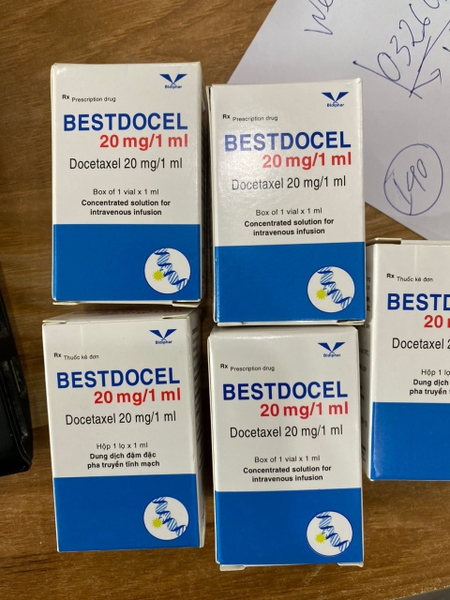 Bidiphar
Rx Prescription drug
BESTDOCEL
20 mg/1 ml
Docetaxel 20 mg/1 ml
Box of 1 vial x 1 ml
Concentrated solution for
intravenous infusion
Bidiphar
Rx Prescription drug
BESTDOCEL
20 mg/1 ml
Docetaxel 20 mg/1 ml
Box of 1 vial x 1 ml
Concentrated solution for
intravenous infusion
Bidiphar
Rx Thuốc kê đơn
BESTDOCEL
20 mg/1 ml
Docetaxel 20 mg/1 ml
Hộp 1 lọ x 1 ml
Dung dịch đậm đặc
pha truyền tĩnh mạch
Bidiphar
Rx Prescription drug
BESTDOCEL
20 mg/1 ml
Docetaxel 20 mg/1 ml
Box of 1 vial x 1 ml
Concentrated solution for
intravenous infusion
Rx Thuốc kê đơn
BESTD
20
Docetaxel 2
Hộp 1
Dung dịch
pha truyền